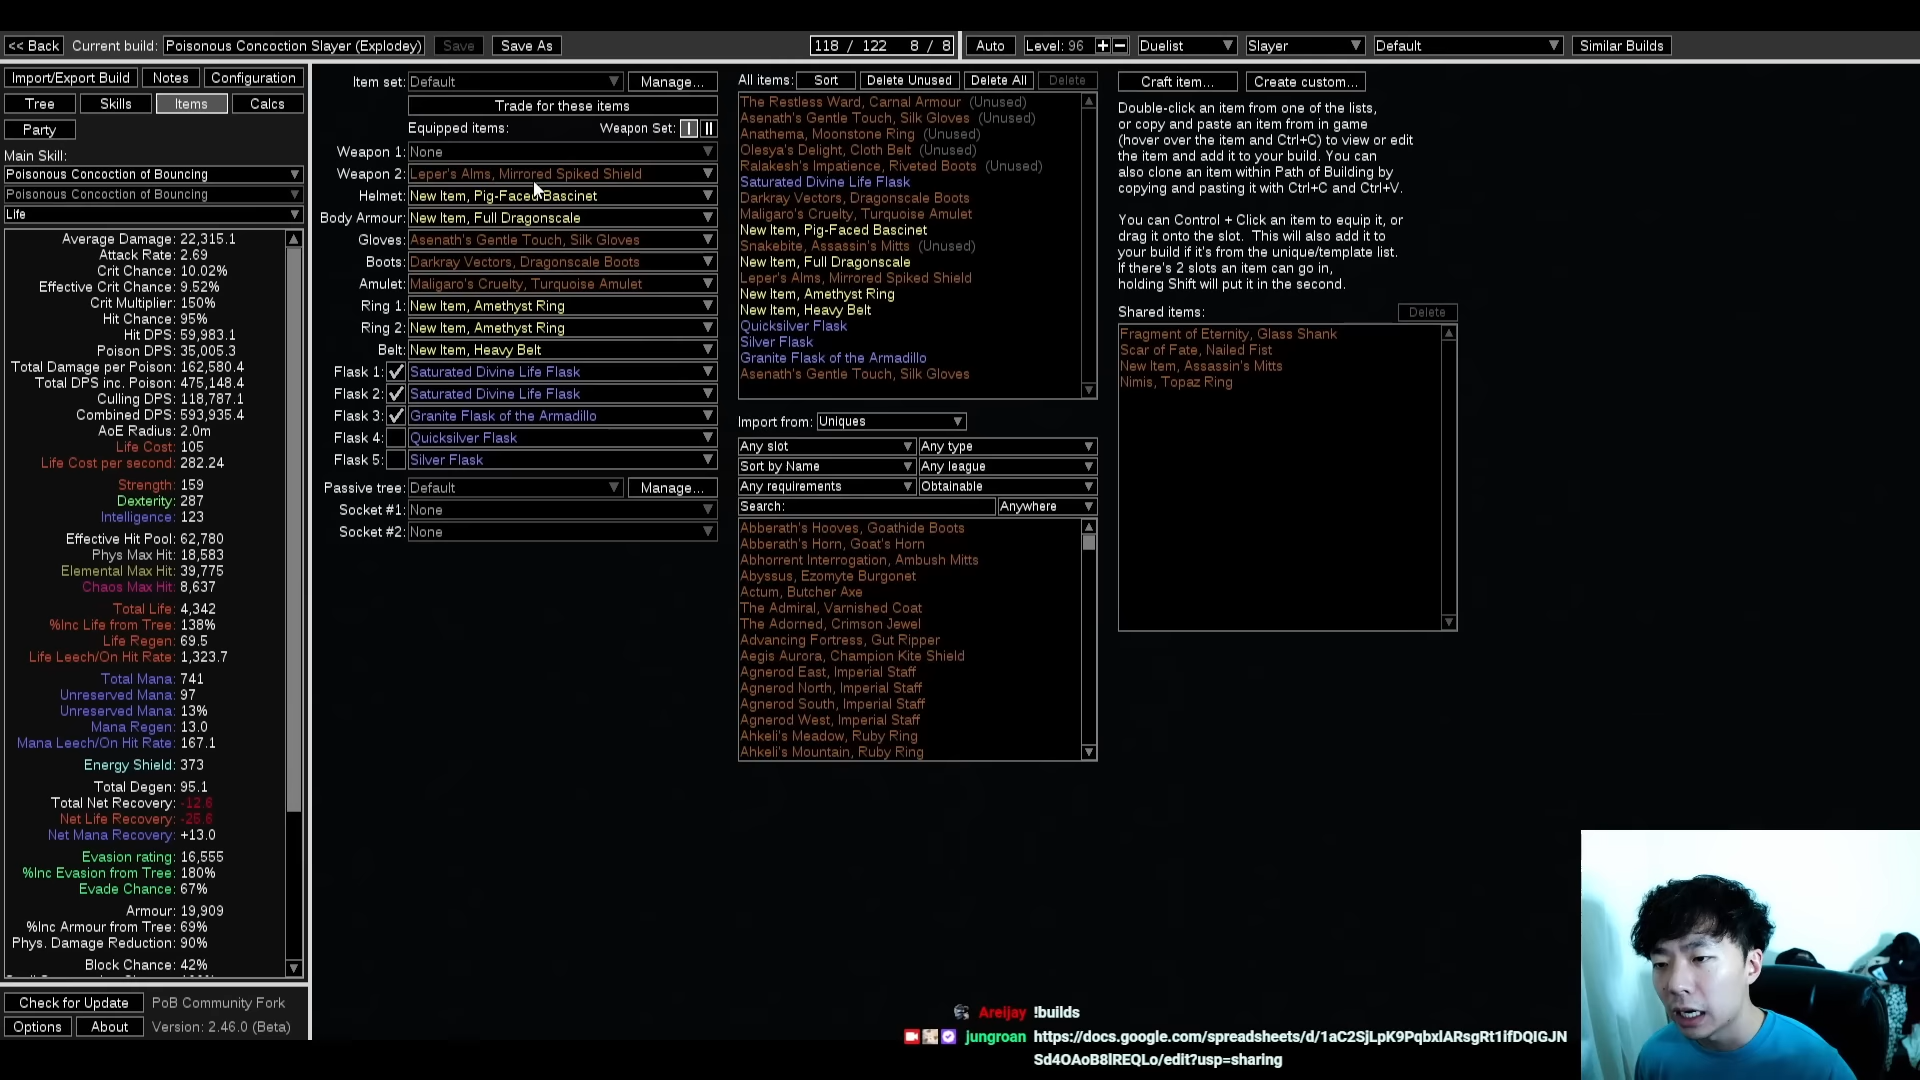 << Back Current build: Poisonous Concoction Slayer (Explodey) Save Save As 118 / 122 8 / 8 Auto Level: 96 + - Duelist Slayer Default Similar Builds
Import/Export Build Notes Configuration
Tree Skills Items Calcs
Party
Main Skill:
Poisonous Concoction of Bouncing
Poisonous Concoction of Bouncing
Life
Average Damage: 22,315.1
Attack Rate: 2.69
Crit Chance: 10.02%
Effective Crit Chance: 9.52%
Crit Multiplier: 150%
Hit Chance: 95%
Hit DPS: 59,983.1
Poison DPS: 35,005.3
Total Damage per Poison: 162,580.4
Total DPS inc. Poison: 475,148.4
Culling DPS: 118,787.1
Combined DPS: 593,935.4
AoE Radius: 2.0m
Life Cost: 105
Life Cost per second: 282.24
Strength: 159
Dexterity: 287
Intelligence: 123
Effective Hit Pool: 62,780
Phys Max Hit: 18,583
Elemental Max Hit: 39,775
Chaos Max Hit: 8,637
Total Life: 4,342
%Inc Life from Tree: 138%
Life Regen: 69.5
Life Leech/On Hit Rate: 1,323.7
Total Mana: 741
Unreserved Mana: 97
Unreserved Mana: 13%
Mana Regen: 13.0
Mana Leech/On Hit Rate: 167.1
Energy Shield: 373
Total Degen: 95.1
Total Net Recovery: -12.6
Net Life Recovery: -25.6
Net Mana Recovery: +13.0
Evasion rating: 16,555
%Inc Evasion from Tree: 180%
Evade Chance: 67%
Armour: 19,909
%Inc Armour from Tree: 69%
Phys. Damage Reduction: 90%
Block Chance: 42%
Check for Update PoB Community Fork
Options About Version: 2.46.0 (Beta)
Item set: Default Manage...
Trade for these items
Equipped items: Weapon Set: I II
Weapon 1: None
Weapon 2: Leper's Alms, Mirrored Spiked Shield
Helmet: New Item, Pig-Faced Bascinet
Body Armour: New Item, Full Dragonscale
Gloves: Asenath's Gentle Touch, Silk Gloves
Boots: Darkray Vectors, Dragonscale Boots
Amulet: Maligaro's Cruelty, Turquoise Amulet
Ring 1: New Item, Amethyst Ring
Ring 2: New Item, Amethyst Ring
Belt: New Item, Heavy Belt
Flask 1: Saturated Divine Life Flask
Flask 2: Saturated Divine Life Flask
Flask 3: Granite Flask of the Armadillo
Flask 4: Quicksilver Flask
Flask 5: Silver Flask
Passive tree: Default Manage...
Socket #1: None
Socket #2: None
All items: Sort Delete Unused Delete All Delete
The Restless Ward, Carnal Armour (Unused)
Asenath's Gentle Touch, Silk Gloves (Unused)
Anathema, Moonstone Ring (Unused)
Olesya's Delight, Cloth Belt (Unused)
Ralakesh's Impatience, Riveted Boots (Unused)
Saturated Divine Life Flask
Darkray Vectors, Dragonscale Boots
Maligaro's Cruelty, Turquoise Amulet
New Item, Pig-Faced Bascinet
Snakebite, Assassin's Mitts (Unused)
New Item, Full Dragonscale
Leper's Alms, Mirrored Spiked Shield
New Item, Amethyst Ring
New Item, Heavy Belt
Quicksilver Flask
Silver Flask
Granite Flask of the Armadillo
Asenath's Gentle Touch, Silk Gloves
Import from: Uniques
Any slot Any type
Sort by Name Any league
Any requirements Obtainable
Search: Anywhere
Abberath's Hooves, Goathide Boots
Abberath's Horn, Goat's Horn
Abhorrent Interrogation, Ambush Mitts
Abyssus, Ezomyte Burgonet
Actum, Butcher Axe
The Admiral, Varnished Coat
The Adorned, Crimson Jewel
Advancing Fortress, Gut Ripper
Aegis Aurora, Champion Kite Shield
Agnerod East, Imperial Staff
Agnerod North, Imperial Staff
Agnerod South, Imperial Staff
Agnerod West, Imperial Staff
Ahkeli's Meadow, Ruby Ring
Ahkeli's Mountain, Ruby Ring
Craft item... Create custom...
Double-click an item from one of the lists,
or copy and paste an item from in game
(hover over the item and Ctrl+C) to view or edit
the item and add it to your build. You can
also clone an item within Path of Building by
copying and pasting it with Ctrl+C and Ctrl+V.
You can Control + Click an item to equip it, or
drag it onto the slot. This will also add it to
your build if it's from the unique/template list.
If there's 2 slots an item can go in,
holding Shift will put it in the second.
Shared items: Delete
Fragment of Eternity, Glass Shank
Scar of Fate, Nailed Fist
New Item, Assassin's Mitts
Nimis, Topaz Ring
Areijay !builds
jungroan https://docs.google.com/spreadsheets/d/1aC2SjLpK9PqbxlARsgRt1ifDQIGJN
Sd4OAoB8lREQLo/edit?usp=sharing